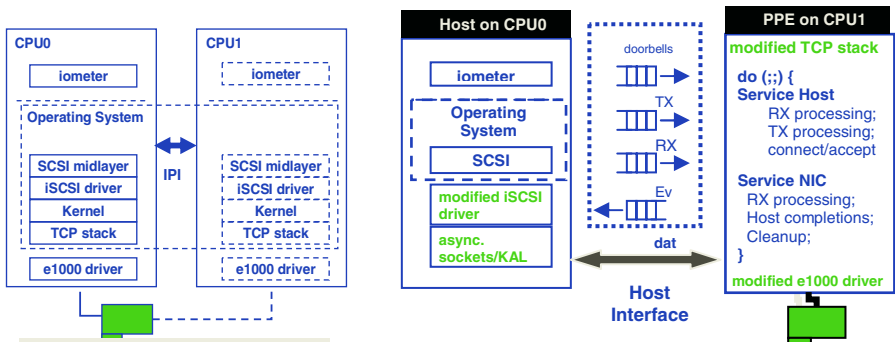 CPU0
iometer
Operating System
SCSI midlayer
iSCSI driver
Kernel
TCP stack
e1000 driver
IPI
CPU1
iometer
SCSI midlayer
iSCSI driver
Kernel
TCP stack
e1000 driver
Host on CPU0
iometer
Operating
System
SCSI
modified iSCSI
driver
async.
sockets/KAL
doorbells
TX
RX
Ev
dat
Host
Interface
PPE on CPU1
modified TCP stack
do (;;) {
Service Host
RX processing;
TX processing;
connect/accept
Service NIC
RX processing;
Host completions;
Cleanup;
}
modified e1000 driver